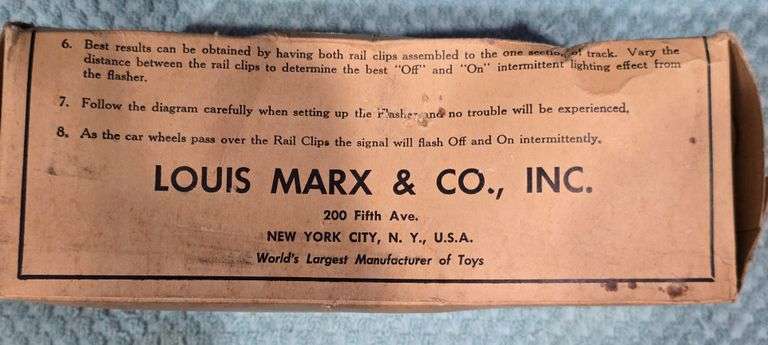 6. Best results can be obtained by having both rail clips assembled to the one section of track. Vary the
distance between the rail clips to determine the best "Off" and "On" intermittent lighting effect from
the flasher.
7. Follow the diagram carefully when setting up the Flasher and no trouble will be experienced.
8. As the car wheels pass over the Rail Clips the signal will flash Off and On intermittently.
LOUIS MARX & CO., INC.
200 Fifth Ave.
NEW YORK CITY, N. Y., U.S.A.
World's Largest Manufacturer of Toys